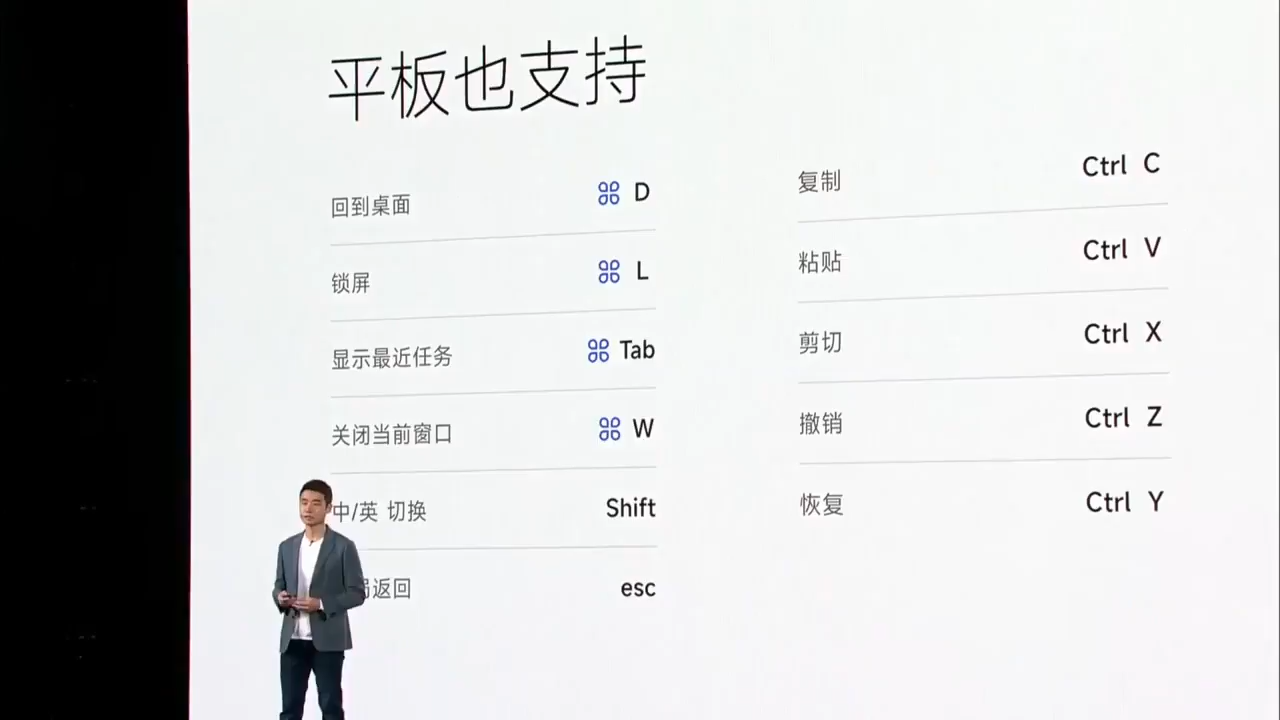 平板也支持
回到桌面 ⌘ D
锁屏 ⌘ L
显示最近任务 ⌘ Tab
关闭当前窗口 ⌘ W
中/英 切换 Shift
返回 esc
复制 Ctrl C
粘贴 Ctrl V
剪切 Ctrl X
撤销 Ctrl Z
恢复 Ctrl Y